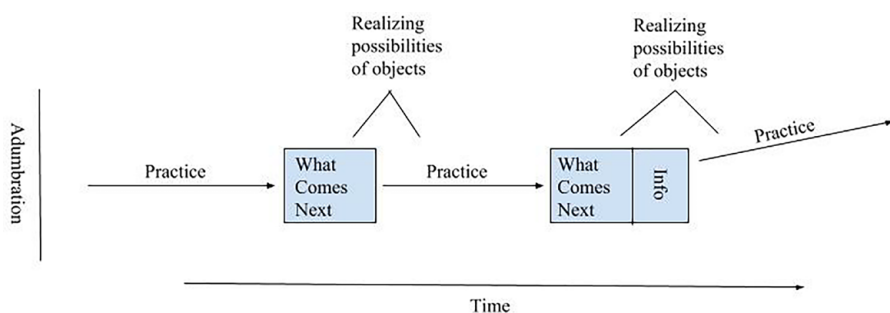 Realizing
possibilities
of objects
Realizing
possibilities
of objects
Adumbration
Practice
What
Comes
Next
Practice
What
Comes
Next
Info
Practice
Time